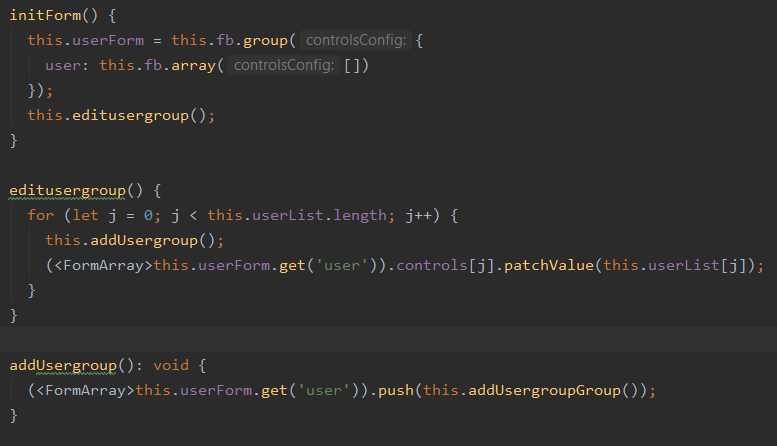 initForm() {
  this.userForm = this.fb.group( controlsConfig: {
    user: this.fb.array( controlsConfig: [])
  });
  this.editusergroup();
}
editusergroup() {
  for (let j = 0; j < this.userList.length; j++) {
    this.addUsergroup();
    (<FormArray>this.userForm.get('user')).controls[j].patchValue(this.userList[j]);
  }
}
addUsergroup(): void {
  (<FormArray>this.userForm.get('user')).push(this.addUsergroupGroup());
}